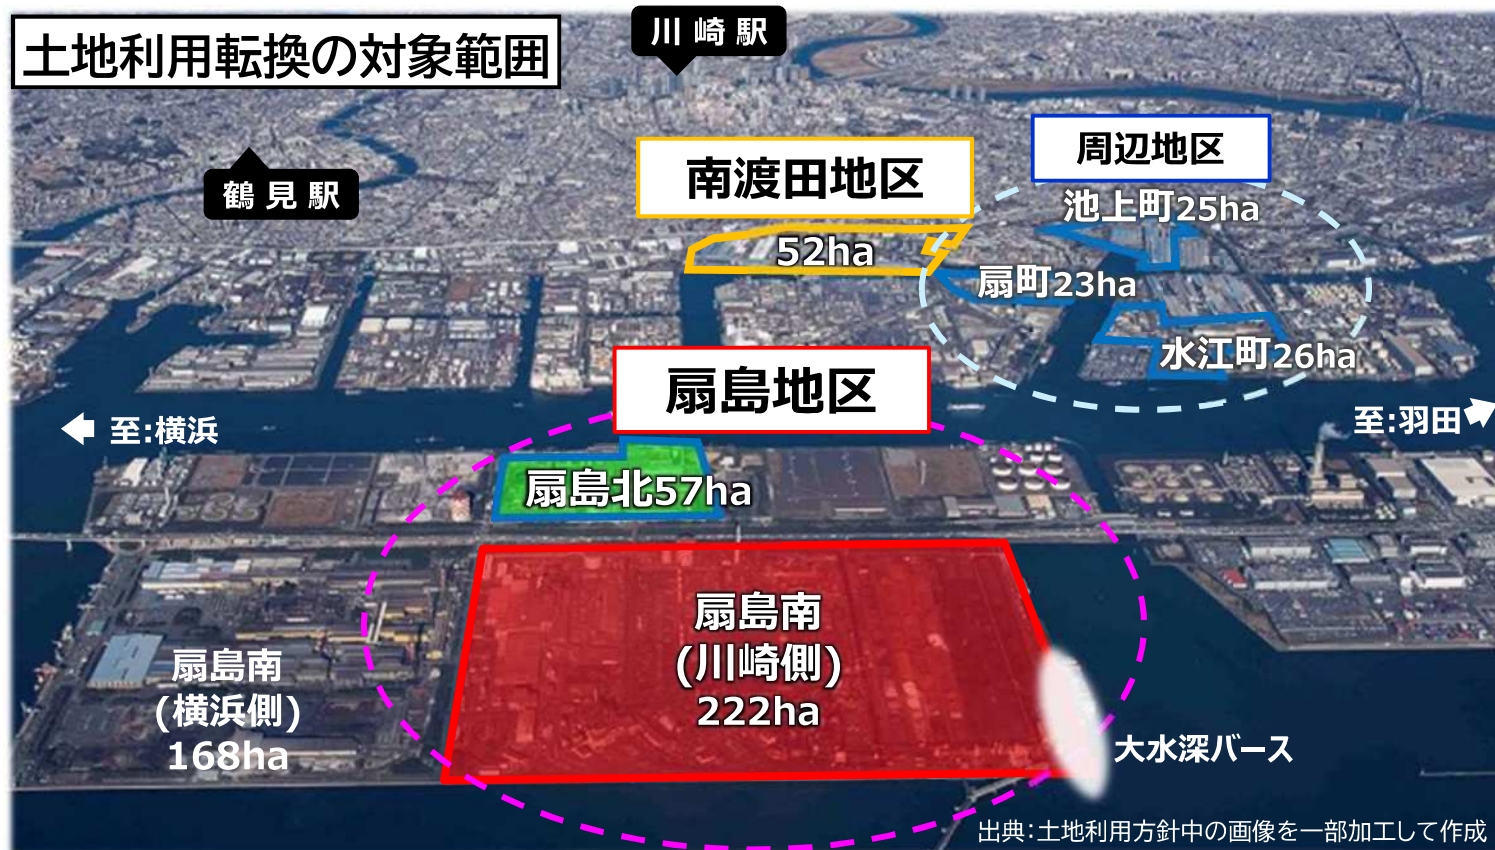 土地利用転換の対象範囲
川崎駅
鶴見駅
南渡田地区
52ha
周辺地区
池上町25ha
扇町23ha
水江町26ha
扇島地区
至:横浜
至:羽田
扇島北57ha
扇島南
(川崎側)
222ha
扇島南
(横浜側)
168ha
大水深バース
出典:土地利用方針中の画像を一部加工して作成